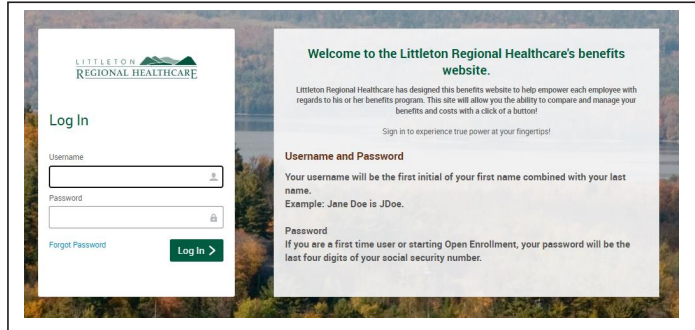 LITTLETON
REGIONAL HEALTHCARE
Log In
Username
Password
Forgot Password
Log In >
Welcome to the Littleton Regional Healthcare's benefits
website.
Littleton Regional Healthcare has designed this benefits website to help empower each employee with
regards to his or her benefits program. This site will allow you the ability to compare and manage your
benefits and costs with a click of a button!
Sign in to experience true power at your fingertips!
Username and Password
Your username will be the first initial of your first name combined with your last
name.
Example: Jane Doe is JDoe.
Password
If you are a first time user or starting Open Enrollment, your password will be the
last four digits of your social security number.